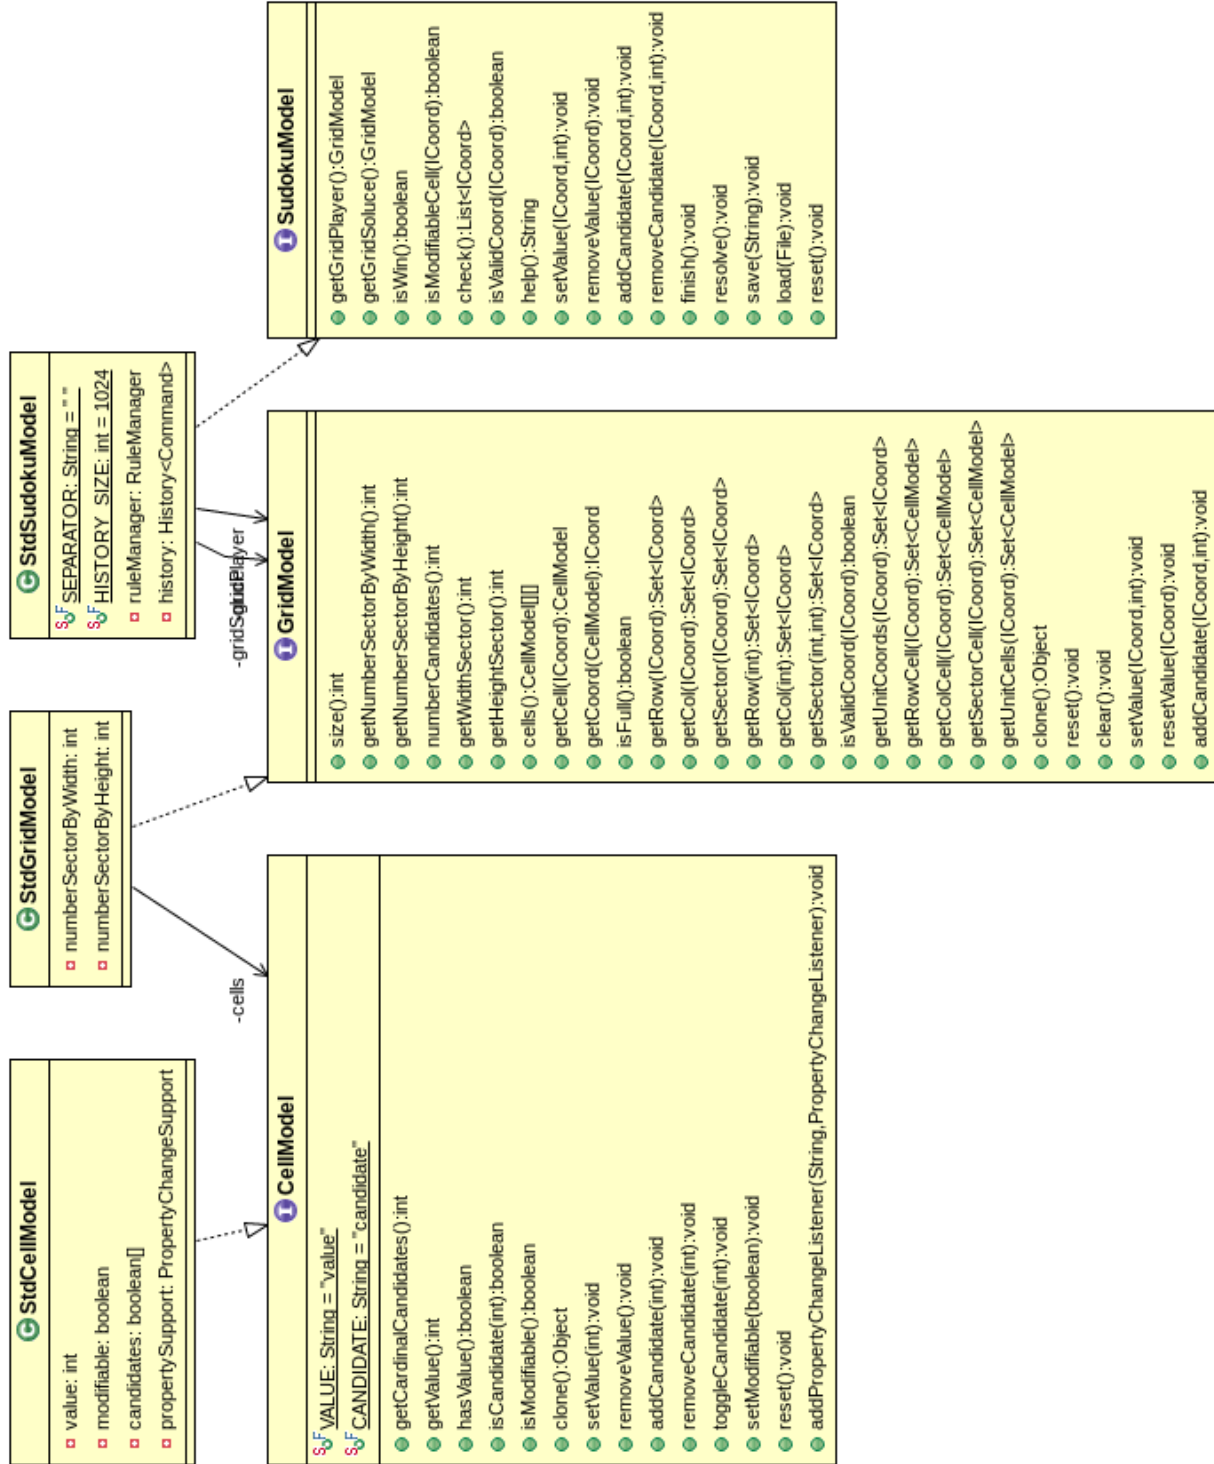 StdCellModel
value: int
modifiable: boolean
candidates: boolean[]
propertySupport: PropertyChangeSupport
StdGridModel
numberSectorByWidth: int
numberSectorByHeight: int
StdSudokuModel
SEPARATOR: String = " "
HISTORY_SIZE: int = 1024
ruleManager: RuleManager
history: History<Command>
-cells
CellModel
VALUE: String = "value"
CANDIDATE: String = "candidate"
getCardinalCandidates():int
getValue():int
hasValue():boolean
isCandidate(int):boolean
isModifiable():boolean
clone():Object
setValue(int):void
removeValue():void
addCandidate(int):void
removeCandidate(int):void
toggleCandidate(int):void
setModifiable(boolean):void
reset():void
addPropertyChangeListener(String,PropertyChangeListener):void
GridModel
size():int
getNumberSectorByWidth():int
getNumberSectorByHeight():int
numberCandidates():int
getWidthSector():int
getHeightSector():int
cells():CellModel[][]
getCell(ICoord):CellModel
getCoord(CellModel):ICoord
isFull():boolean
getRow(ICoord):Set<ICoord>
getCol(ICoord):Set<ICoord>
getSector(ICoord):Set<ICoord>
getRow(int):Set<ICoord>
getCol(int):Set<ICoord>
getSector(int,int):Set<ICoord>
isValidCoord(ICoord):boolean
getUnitCoords(ICoord):Set<ICoord>
getRowCell(ICoord):Set<CellModel>
getColCell(ICoord):Set<CellModel>
getSectorCell(ICoord):Set<CellModel>
getUnitCells(ICoord):Set<CellModel>
clone():Object
reset():void
clear():void
setValue(ICoord,int):void
resetValue(ICoord):void
addCandidate(ICoord,int):void
SudokuModel
getGridPlayer():GridModel
getGridSoluce():GridModel
isWin():boolean
isModifiableCell(ICoord):boolean
check():List<ICoord>
isValidCoord(ICoord):boolean
help():String
setValue(ICoord,int):void
removeValue(ICoord):void
addCandidate(ICoord,int):void
removeCandidate(ICoord,int):void
finish():void
resolve():void
save(String):void
load(File):void
reset():void